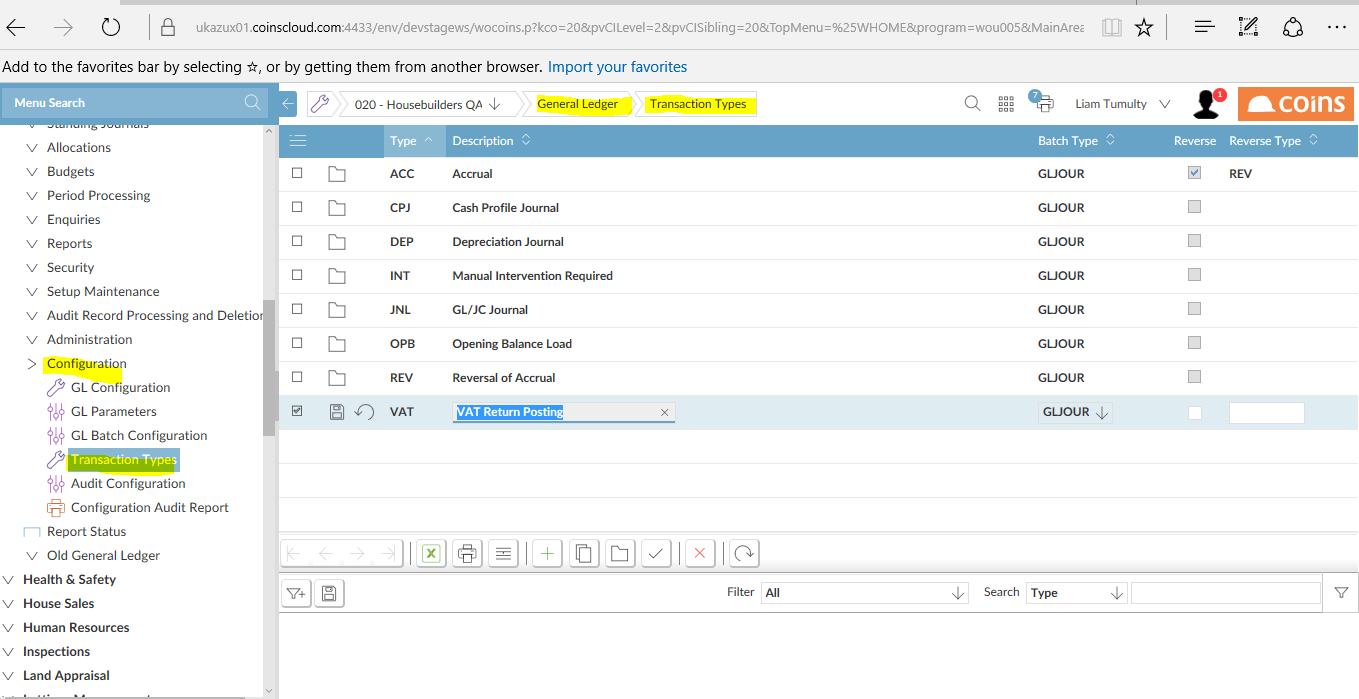 ukazux01.coinscloud.com:4433/env/devstagews/wocoins.p?kco=20&pvCILevel=2&pvCISibling=20&TopMenu=%25WHOME&program=wou005&MainArea
Add to the favorites bar by selecting ☆, or by getting them from another browser. Import your favorites
Menu Search
020 - Housebuilders QA
General Ledger
Transaction Types
7
Liam Tumulty
1
coins
Standing Journals
Allocations
Budgets
Period Processing
Enquiries
Reports
Security
Setup Maintenance
Audit Record Processing and Deletion
Administration
Configuration
GL Configuration
GL Parameters
GL Batch Configuration
Transaction Types
Audit Configuration
Configuration Audit Report
Report Status
Old General Ledger
Health & Safety
House Sales
Human Resources
Inspections
Land Appraisal
Type Description Batch Type Reverse Reverse Type
ACC Accrual GLJOUR REV
CPJ Cash Profile Journal GLJOUR
DEP Depreciation Journal GLJOUR
INT Manual Intervention Required GLJOUR
JNL GL/JC Journal GLJOUR
OPB Opening Balance Load GLJOUR
REV Reversal of Accrual GLJOUR
VAT VAT Return Posting GLJOUR
Filter All Search Type